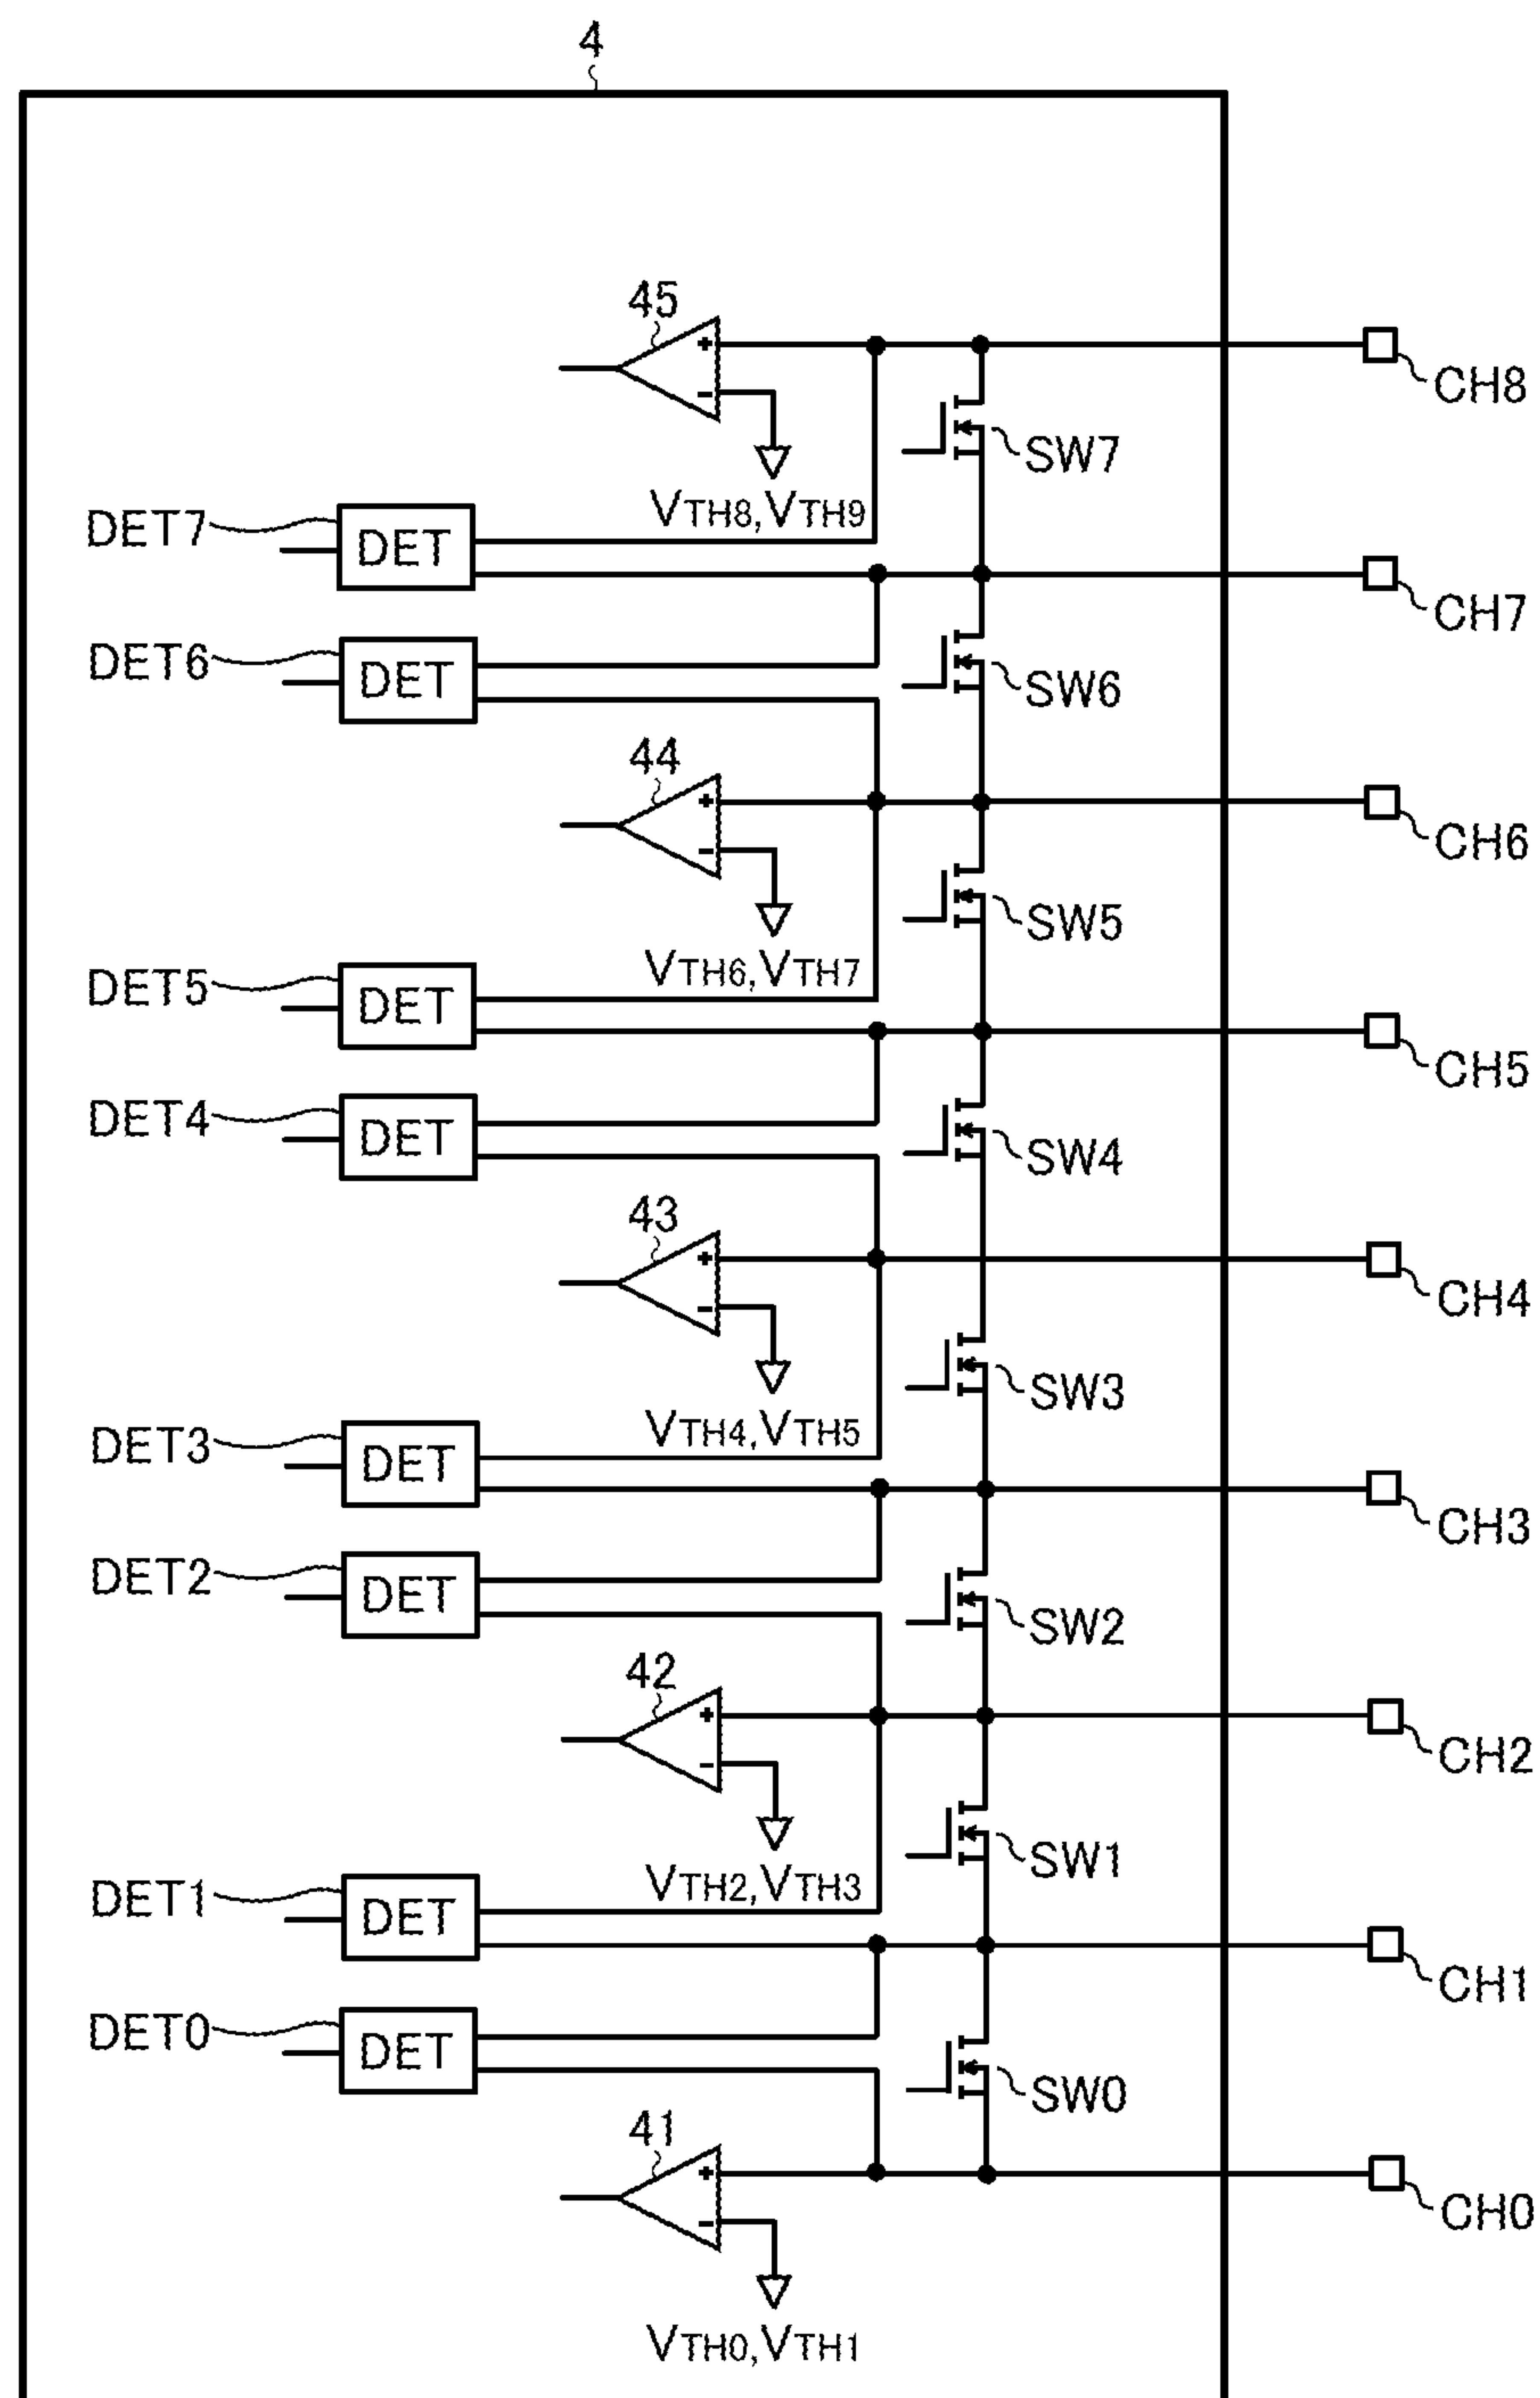 4
45
+
-
CH8
SW7
VTH8,VTH9
DET7
DET
CH7
DET6
DET
SW6
44
+
-
CH6
SW5
VTH6,VTH7
DET5
DET
CH5
DET4
DET
SW4
43
+
-
CH4
SW3
VTH4,VTH5
DET3
DET
CH3
DET2
DET
SW2
42
+
-
CH2
SW1
VTH2,VTH3
DET1
DET
CH1
DET0
DET
SW0
41
+
-
CH0
VTH0,VTH1